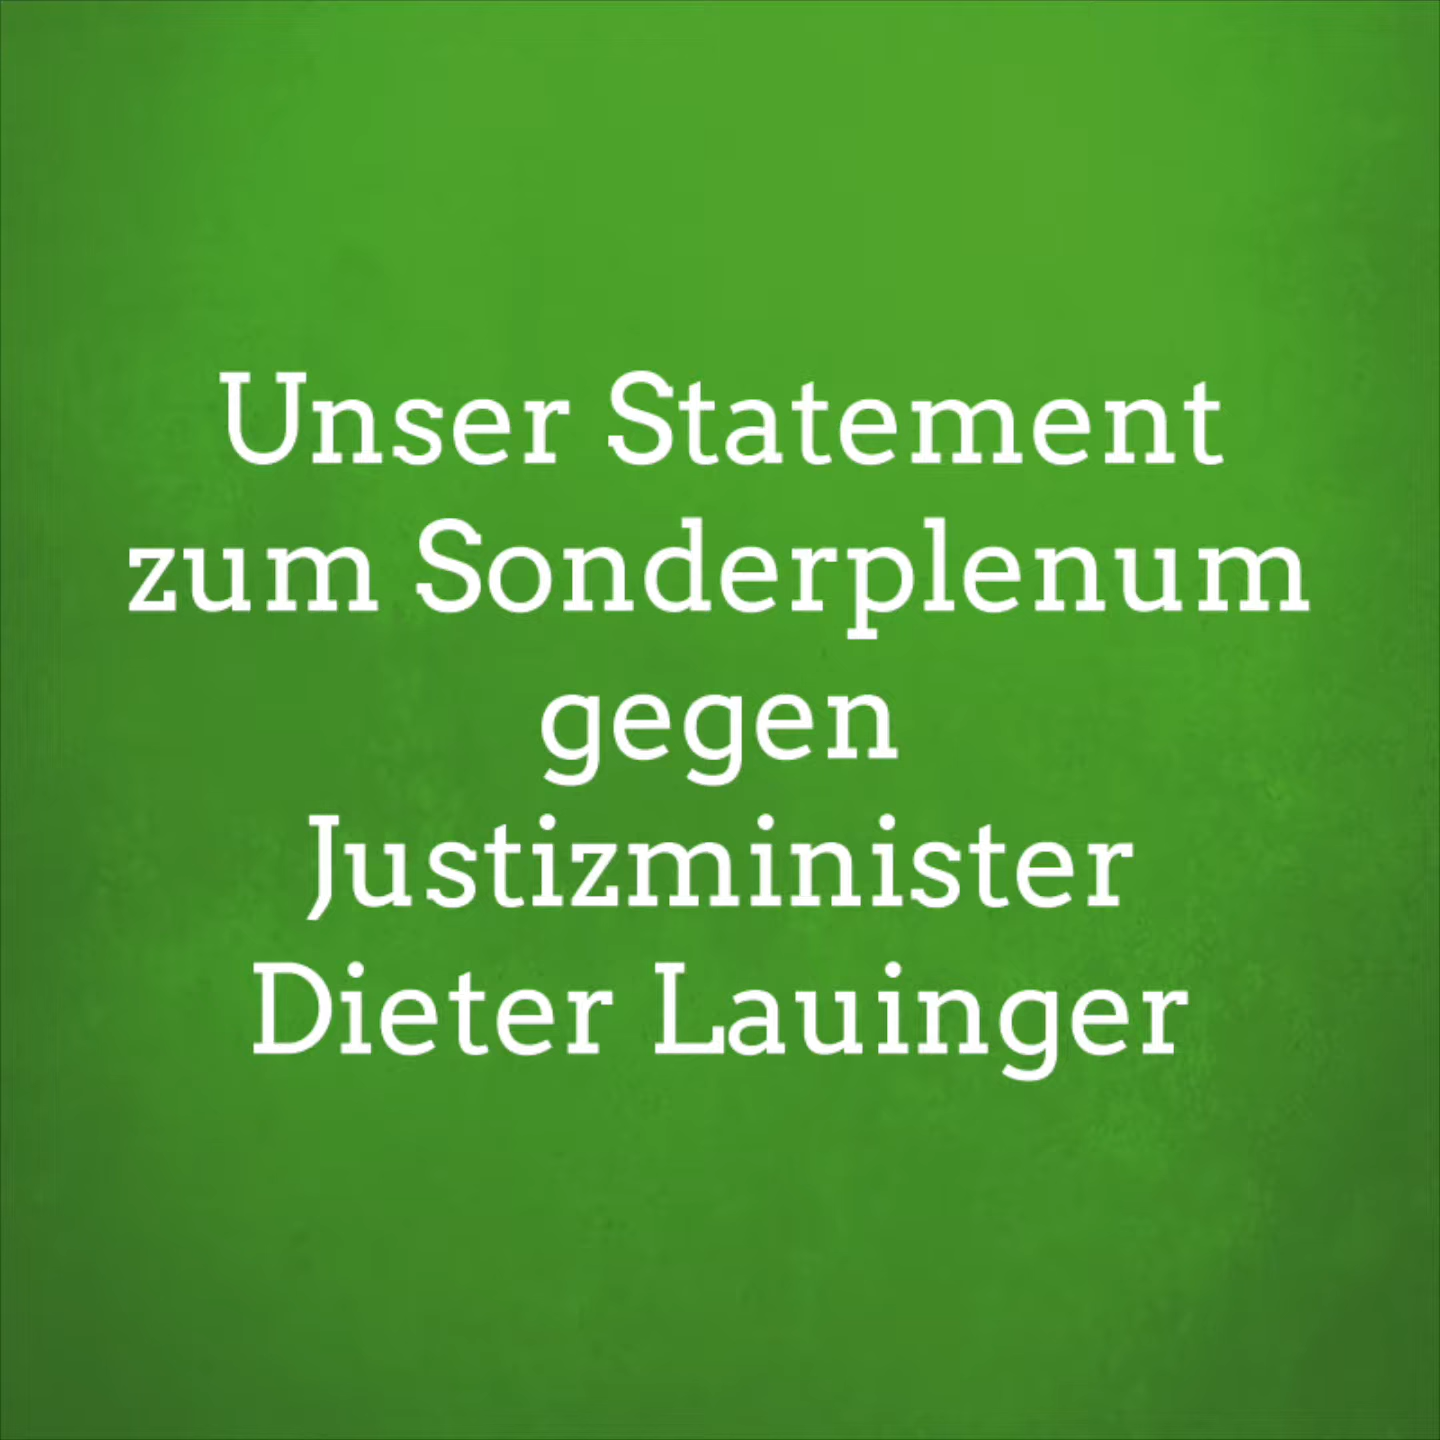 Unser Statement
zum Sonderplenum
gegen
Justizminister
Dieter Lauinger